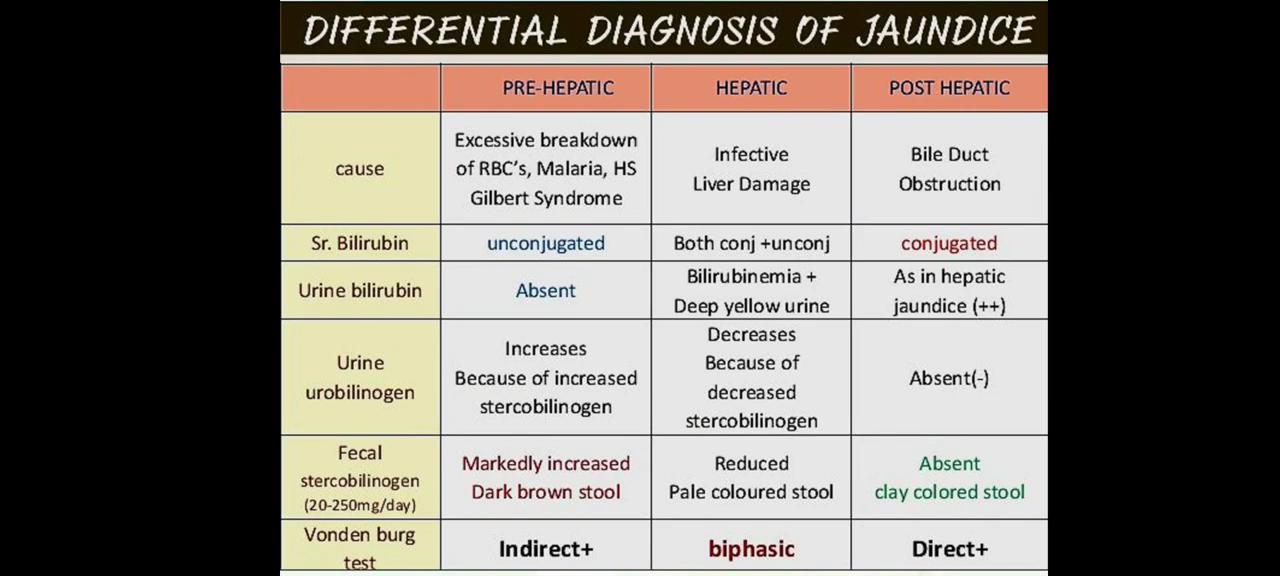 DIFFERENTIAL DIAGNOSIS OF JAUNDICE
PRE-HEPATIC HEPATIC POST HEPATIC
cause
Excessive breakdown
of RBC's, Malaria, HS
Gilbert Syndrome
Infective
Liver Damage
Bile Duct
Obstruction
Sr. Bilirubin
unconjugated
Both conj +unconj
conjugated
Urine bilirubin
Absent
Bilirubinemia +
Deep yellow urine
As in hepatic
jaundice (++)
Urine
urobilinogen
Increases
Because of increased
stercobilinogen
Decreases
Because of
decreased
stercobilinogen
Absent(-)
Fecal
stercobilinogen
(20-250mg/day)
Markedly increased
Dark brown stool
Reduced
Pale coloured stool
Absent
clay colored stool
Vonden burg
test
Indirect+
biphasic
Direct+